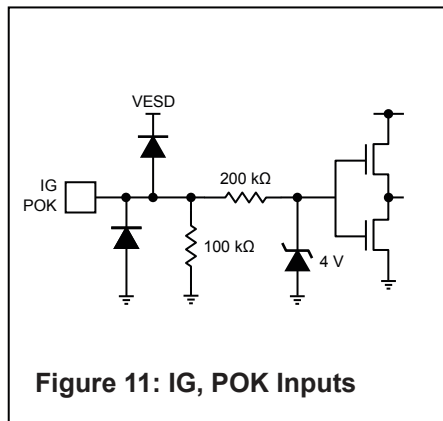 VESD
IG
POK
200 kΩ
100 kΩ
4 V
Figure 11: IG, POK Inputs